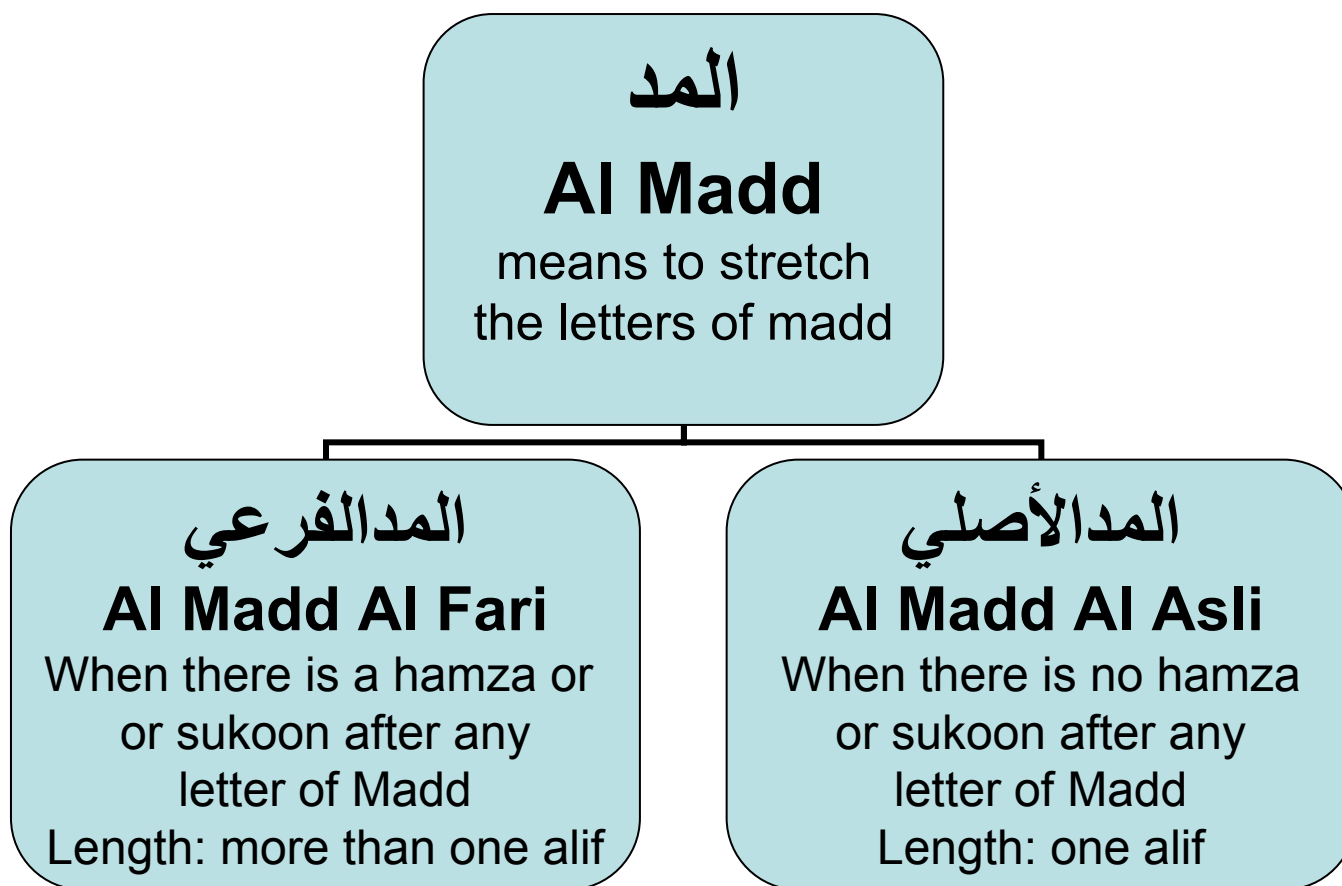 المد
Al Madd
means to stretch
the letters of madd
المدالفرعي
Al Madd Al Fari
When there is a hamza or
or sukoon after any
letter of Madd
Length: more than one alif
المدالأصلي
Al Madd Al Asli
When there is no hamza
or sukoon after any
letter of Madd
Length: one alif